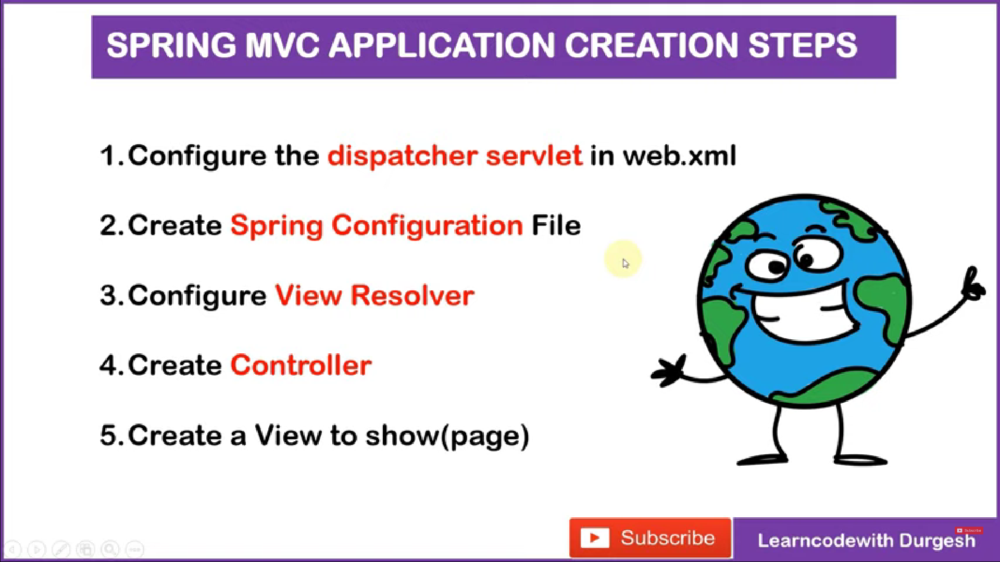 SPRING MVC APPLICATION CREATION STEPS
1. Configure the dispatcher servlet in web.xml
2. Create Spring Configuration File
3. Configure View Resolver
4. Create Controller
5. Create a View to show(page)
Subscribe
Subscribe
Learncodewith Durgesh